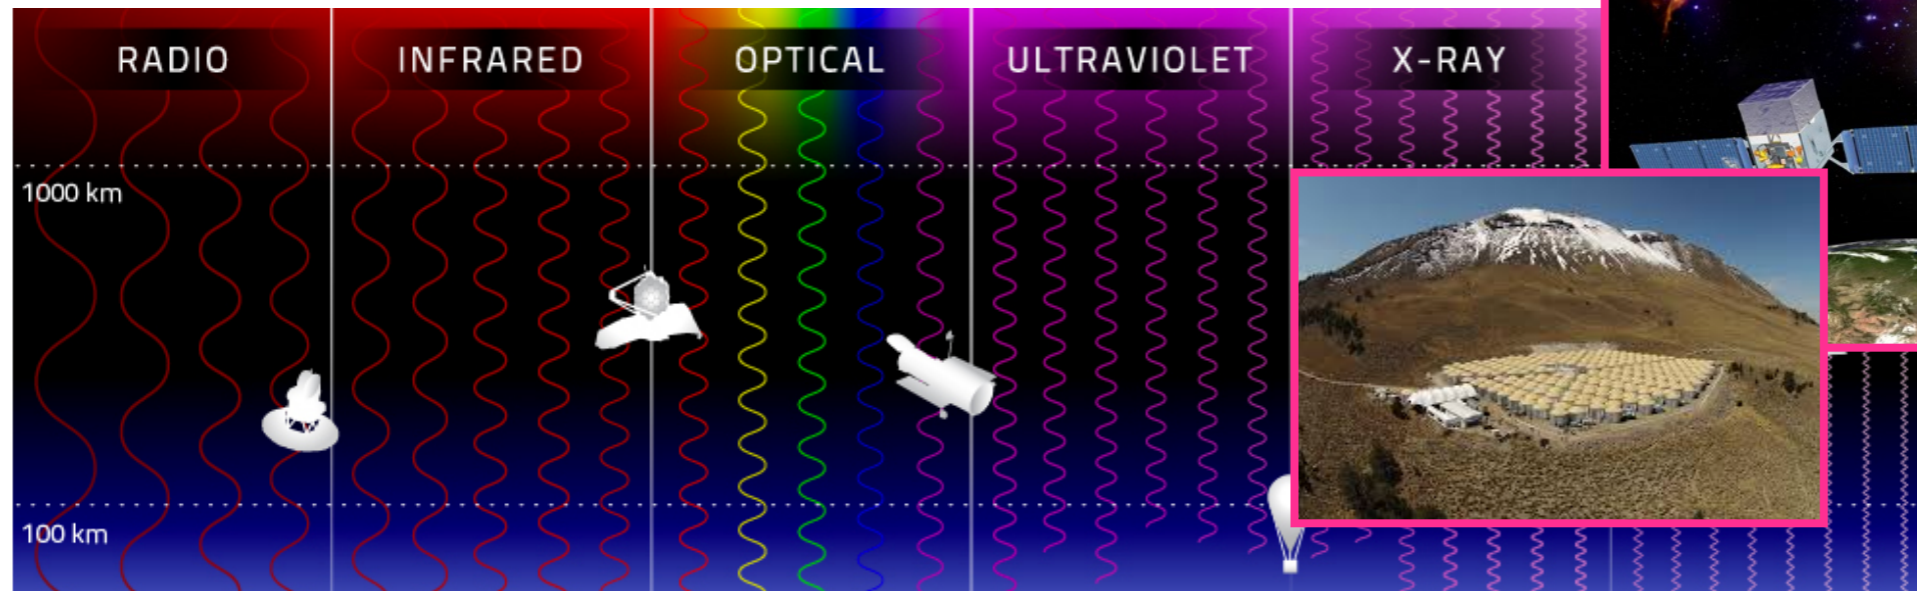 RADIO
INFRARED
OPTICAL
ULTRAVIOLET
X-RAY
1000 km
100 km